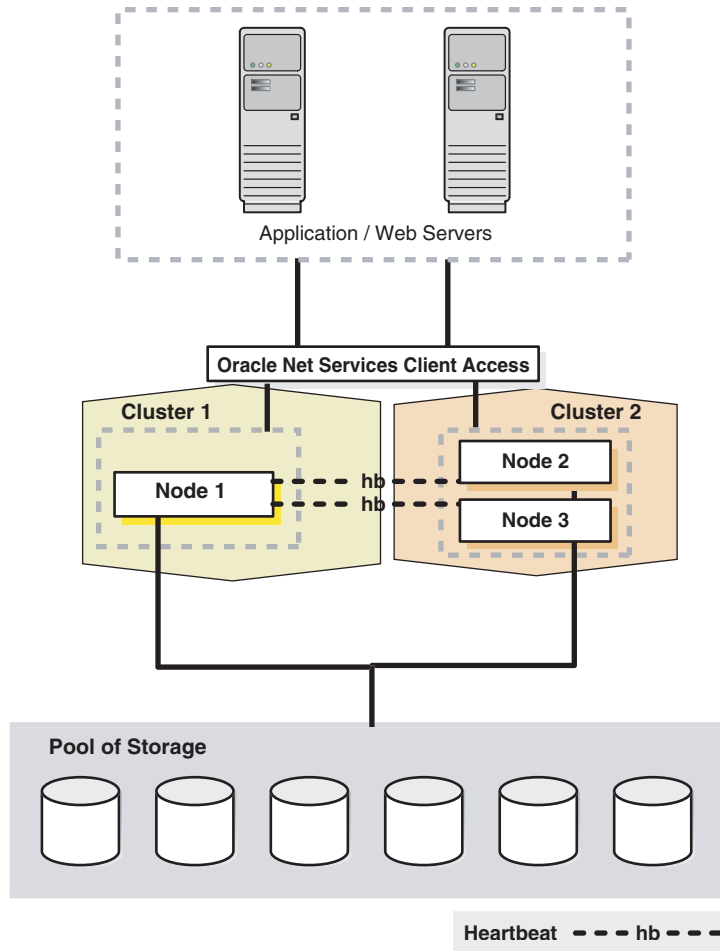 Application / Web Servers
Oracle Net Services Client Access
Cluster 1
Cluster 2
Node 1
hb
hb
Node 2
Node 3
Pool of Storage
Heartbeat hb